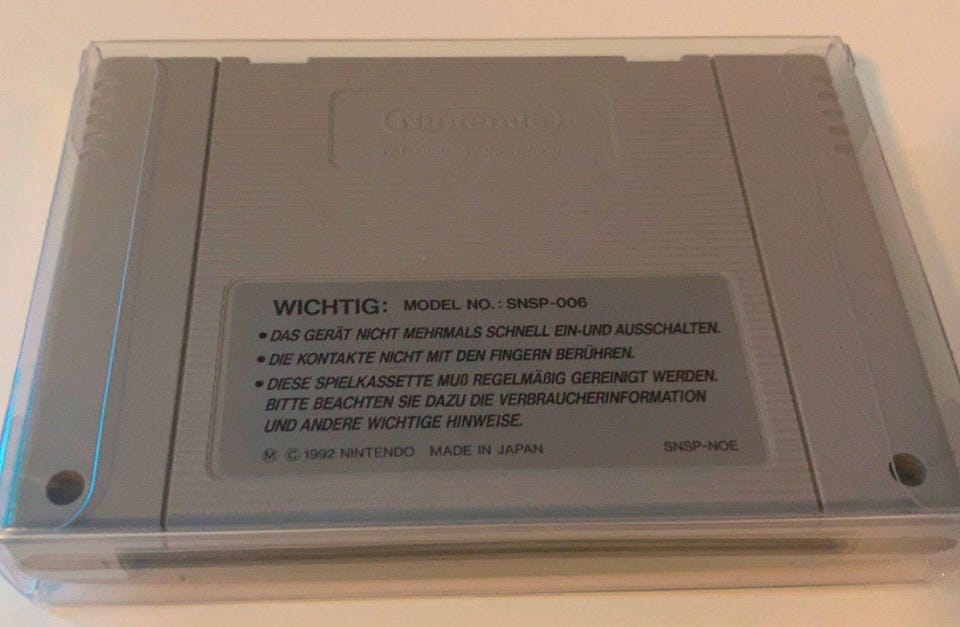 Nintendo
WICHTIG: MODEL NO.: SNSP-006
• DAS GERÄT NICHT MEHRMALS SCHNELL EIN-UND AUSSCHALTEN.
• DIE KONTAKTE NICHT MIT DEN FINGERN BERÜHREN.
• DIESE SPIELKASSETTE MUß REGELMÄßIG GEREINIGT WERDEN.
BITTE BEACHTEN SIE DAZU DIE VERBRAUCHERINFORMATION
UND ANDERE WICHTIGE HINWEISE.
Ⓜ ©1992 NINTENDO MADE IN JAPAN SNSP-NOE